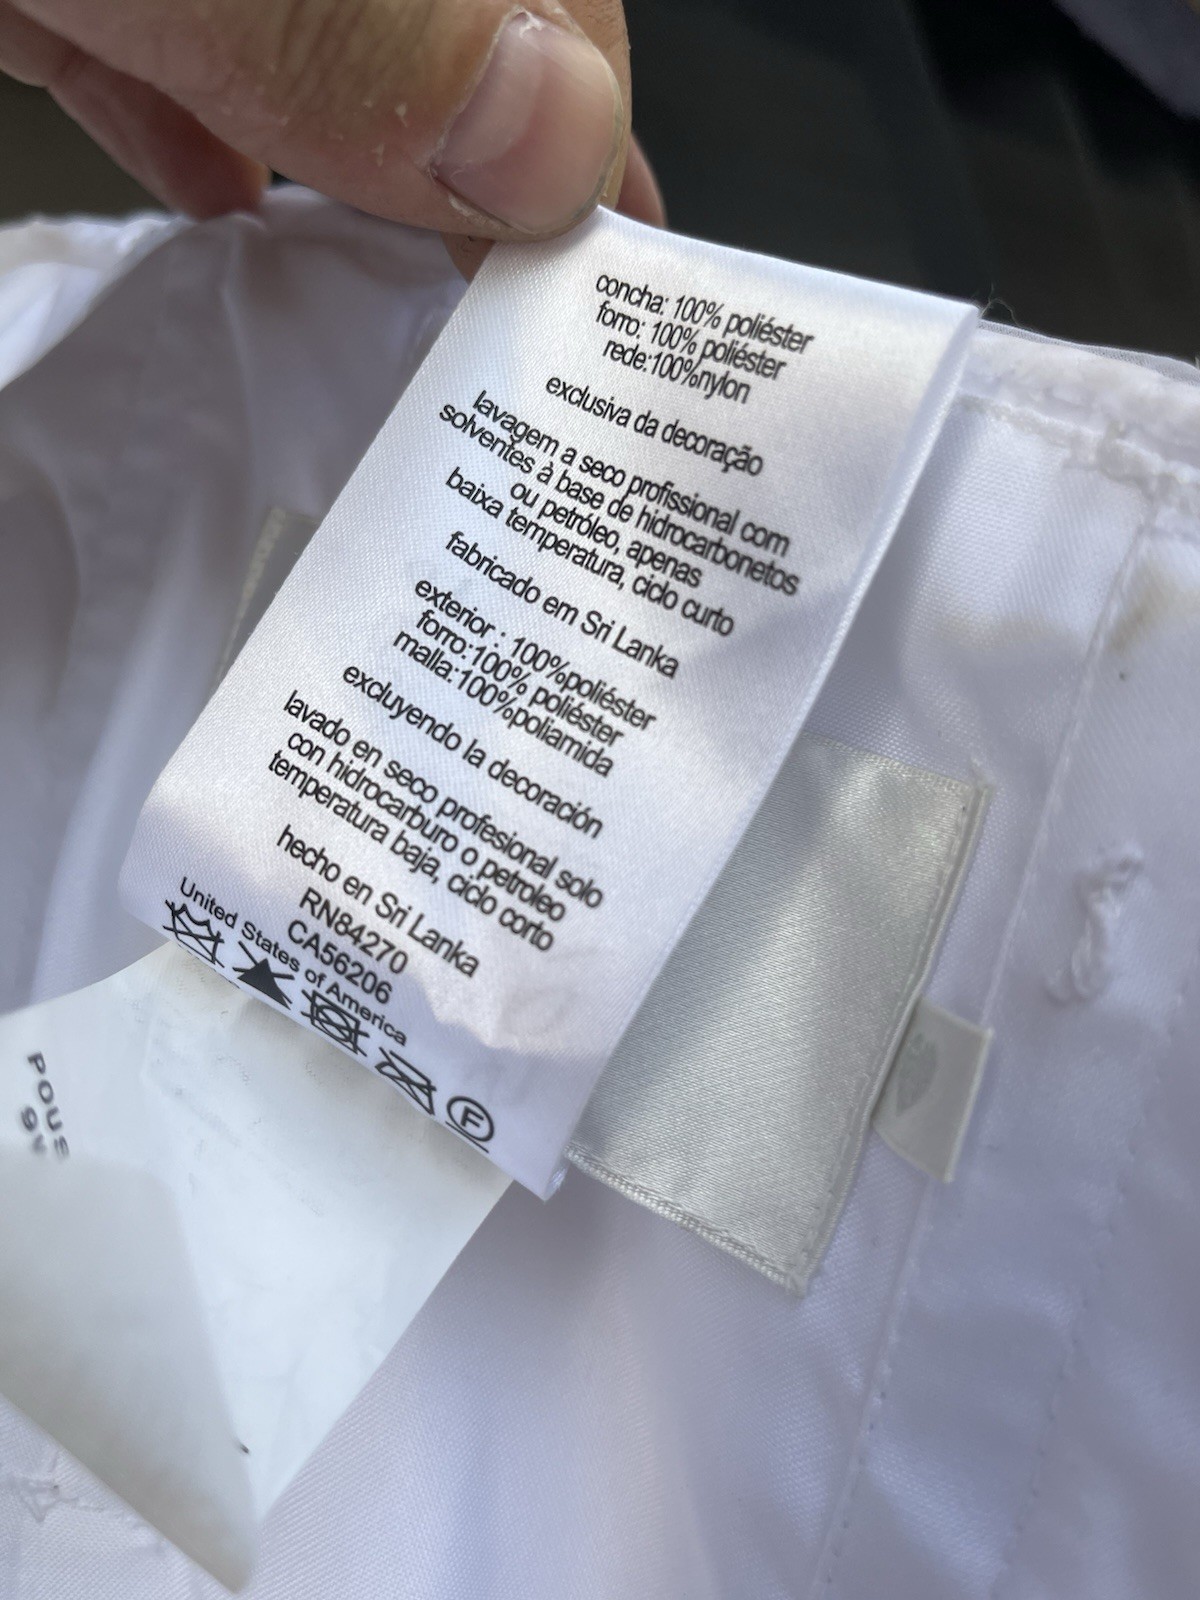 concha: 100% poliéster
forro: 100% poliéster
rede:100%nylon
exclusiva da decoração
lavagem a seco profissional com
solventes à base de hidrocarbonetos
ou petróleo, apenas
baixa temperatura, ciclo curto
fabricado em Sri Lanka
exterior : 100%poliéster
forro:100% poliéster
malla:100%poliamida
excluyendo la decoración
lavado en seco profesional solo
con hidrocarburo o petroleo
temperatura baja, ciclo corto
hecho en Sri Lanka
RN84270
CA56206
United States of America
F
POUS